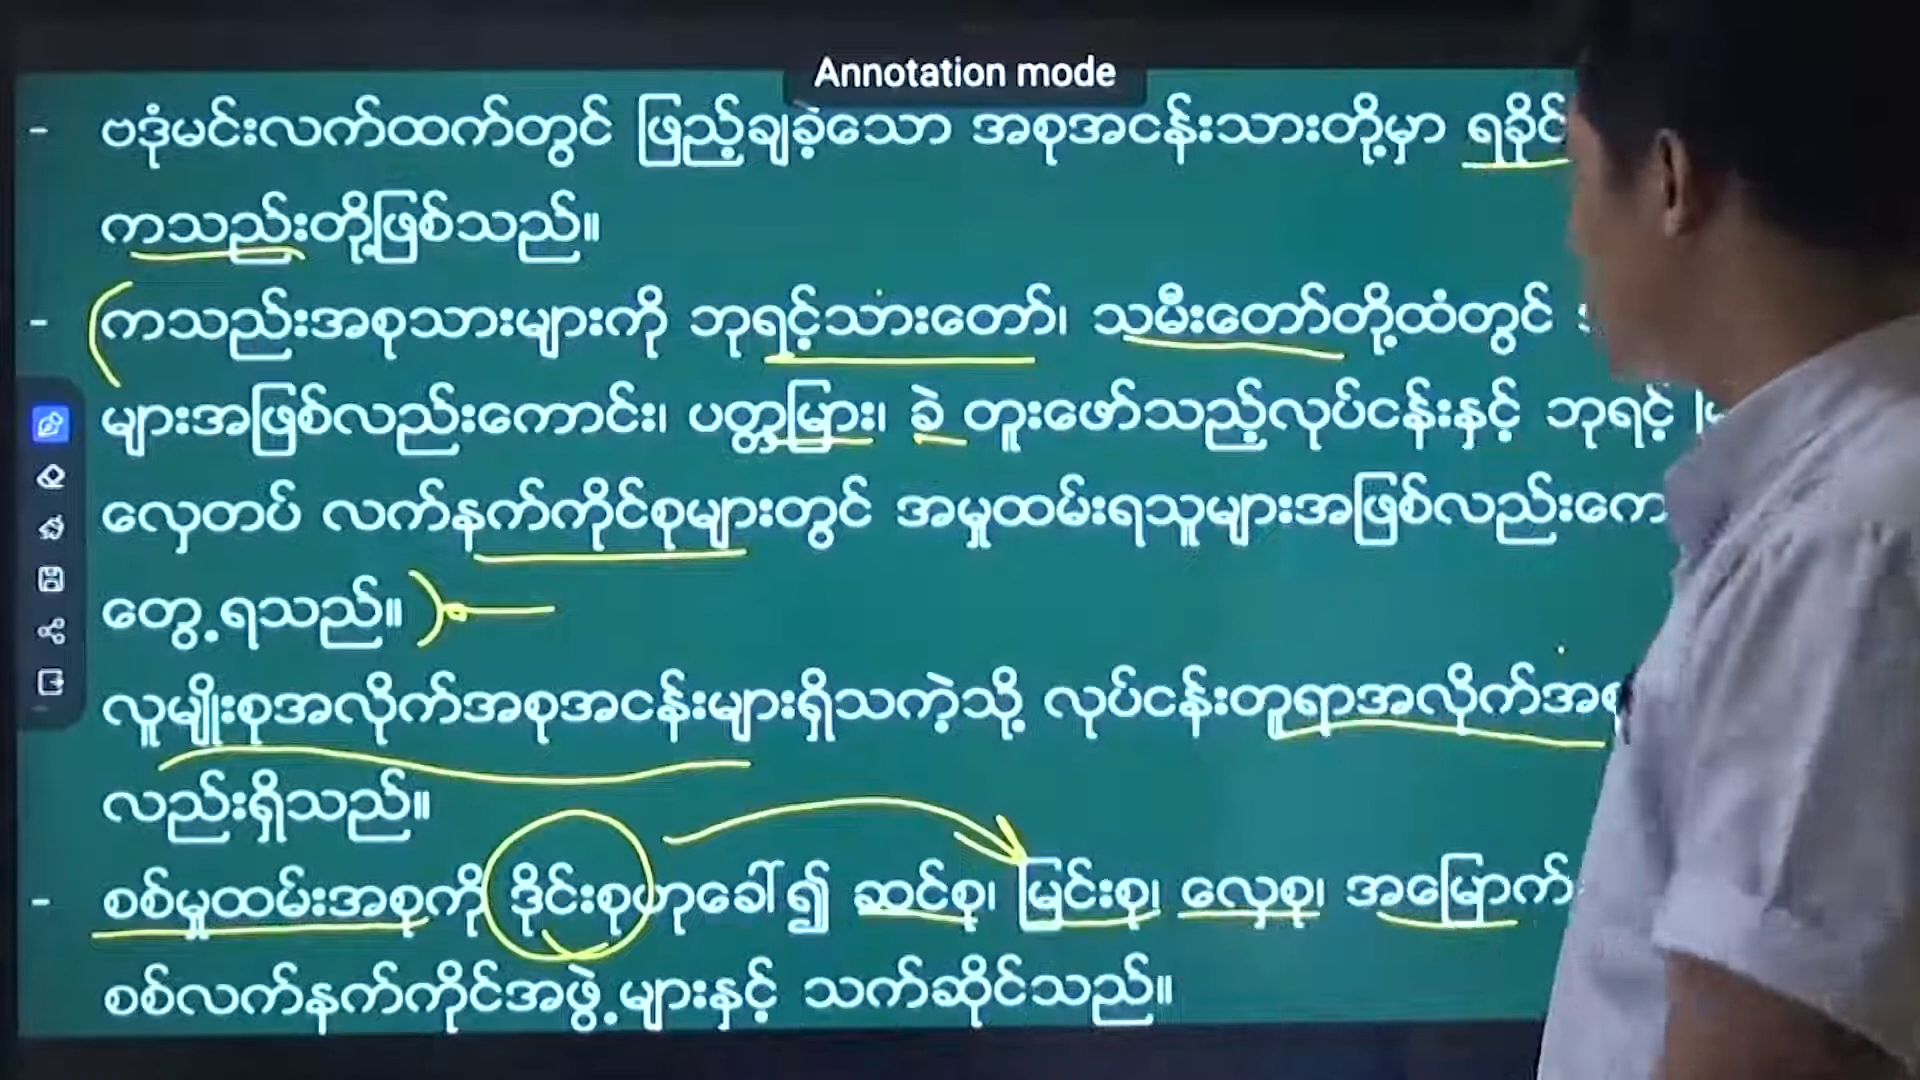 Annotation mode
- ဗဒုံမင်းလက်ထက်တွင် ဖြည့်ချခဲ့သော အစုအငန်းသားတို့မှာ ရခိုင်
ကသည်းတို့ဖြစ်သည်။
- ကသည်းအစုသားများကို ဘုရင့်သားတော်၊ သမီးတော်တို့ထံတွင်
များအဖြစ်လည်းကောင်း၊ ပတ္တမြား၊ ခဲ တူးဖော်သည့်လုပ်ငန်းနှင့် ဘုရင့်
လှေတပ် လက်နက်ကိုင်စုများတွင် အမှုထမ်းရသူများအဖြစ်လည်းကော
တွေ့ရသည်။
လူမျိုးစုအလိုက်အစုအငန်းများရှိသကဲ့သို့ လုပ်ငန်းတူရာအလိုက်အစု
လည်းရှိသည်။
- စစ်မှုထမ်းအစုကို ဒိုင်းစုဟုခေါ်၍ ဆင်စု၊ မြင်းစု၊ လှေစု၊ အမြောက်
စစ်လက်နက်ကိုင်အဖွဲ့များနှင့် သက်ဆိုင်သည်။